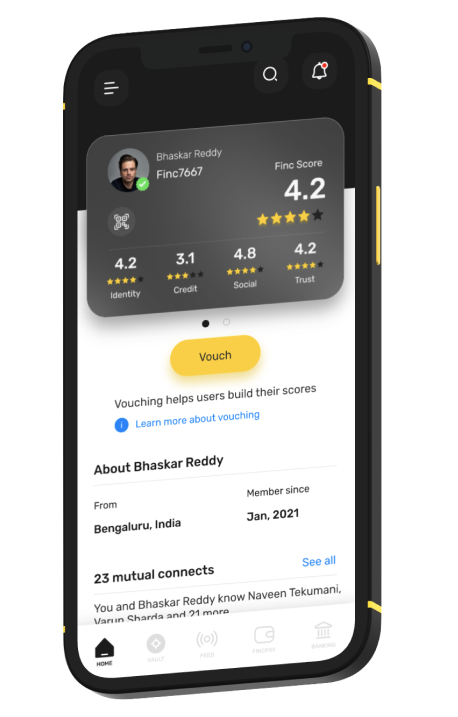 Bhaskar Reddy
Finc7667
Finc Score
4.2
4.2
3.1
4.8
4.2
Identity
Credit
Social
Trust
Vouch
Vouching helps users build their scores
i Learn more about vouching
About Bhaskar Reddy
From
Member since
Bengaluru, India
Jan, 2021
23 mutual connects
See all
You and Bhaskar Reddy know Naveen Tekumani,
Varun Sharda and 21 more
HOME
VAULT
FEED
FINCPAY
BANKING